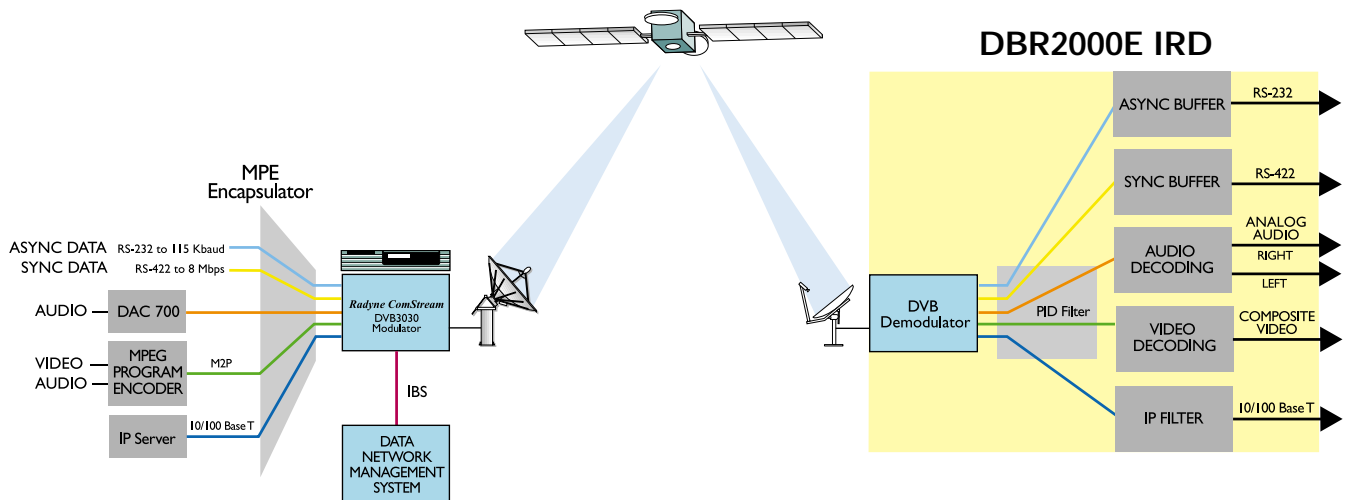 DBR2000E IRD
MPE
Encapsulator
ASYNC DATA RS-232 to 115 Kbaud
SYNC DATA RS-422 to 8 Mbps
AUDIO
DAC 700
VIDEO
AUDIO
MPEG
PROGRAM
ENCODER
M2P
IP Server
10/100 Base T
Radyne ComStream
DVB3030
Modulator
IBS
DATA
NETWORK
MANAGEMENT
SYSTEM
DVB
Demodulator
PID Filter
ASYNC BUFFER
RS-232
SYNC BUFFER
RS-422
AUDIO
DECODING
ANALOG
AUDIO
RIGHT
LEFT
VIDEO
DECODING
COMPOSITE
VIDEO
IP FILTER
10/100 Base T